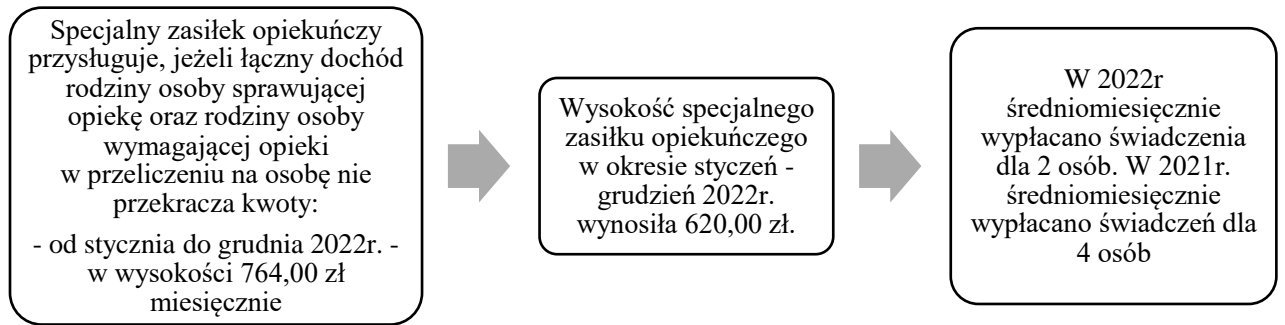 Specjalny zasiłek opiekuńczy
przysługuje, jeżeli łączny dochód
rodziny osoby sprawującej
opiekę oraz rodziny osoby
wymagającej opieki
w przeliczeniu na osobę nie
przekracza kwoty:
- od stycznia do grudnia 2022r. -
w wysokości 764,00 zł
miesięcznie
Wysokość specjalnego
zasiłku opiekuńczego
w okresie styczeń -
grudzień 2022r.
wynosiła 620,00 zł.
W 2022r
średniomiesięcznie
wypłacano świadczenia
dla 2 osób. W 2021r.
średniomiesięcznie
wypłacano świadczeń dla
4 osób